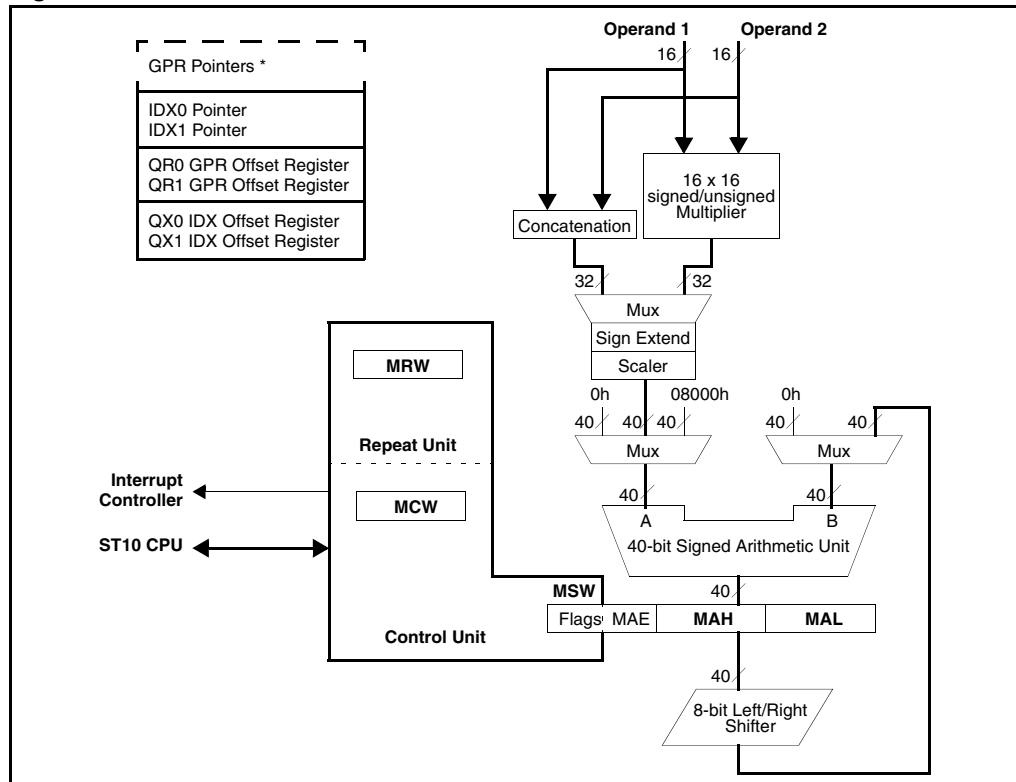 Operand 1 Operand 2
16 16
GPR Pointers *
IDX0 Pointer
IDX1 Pointer
QR0 GPR Offset Register
QR1 GPR Offset Register
QX0 IDX Offset Register
QX1 IDX Offset Register
16 x 16
signed/unsigned
Multiplier
Concatenation
32 32
Mux
Sign Extend
Scaler
MRW
0h 08000h 0h
40 40 40 40 40
Repeat Unit
Mux Mux
Interrupt
Controller
MCW
40 40
A B
40-bit Signed Arithmetic Unit
ST10 CPU
MSW
40
Flags MAE MAH MAL
Control Unit
40
8-bit Left/Right
Shifter